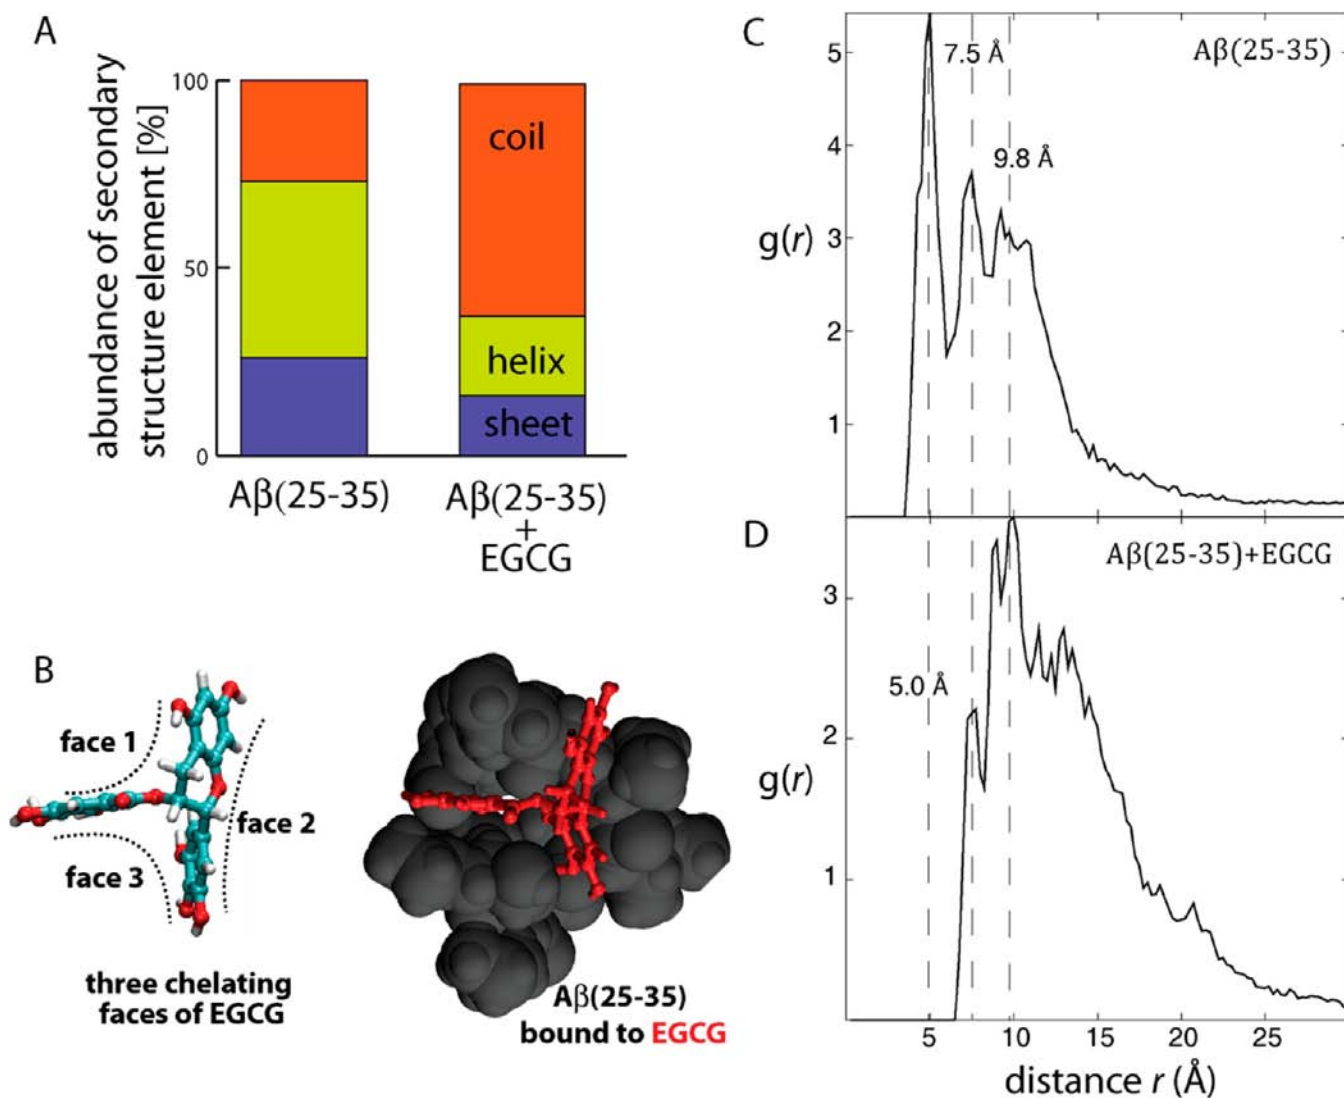 A
abundance of secondary
structure element [%]
100
50
0
coil
helix
sheet
Aβ(25-35)
Aβ(25-35)
+
EGCG
B
face 1
face 2
face 3
three chelating
faces of EGCG
Aβ(25-35)
bound to EGCG
C
Aβ(25-35)
7.5 Å
9.8 Å
g(r)
5
4
3
2
1
D
Aβ(25-35)+EGCG
5.0 Å
g(r)
3
2
1
5 10 15 20 25
distance r (Å)